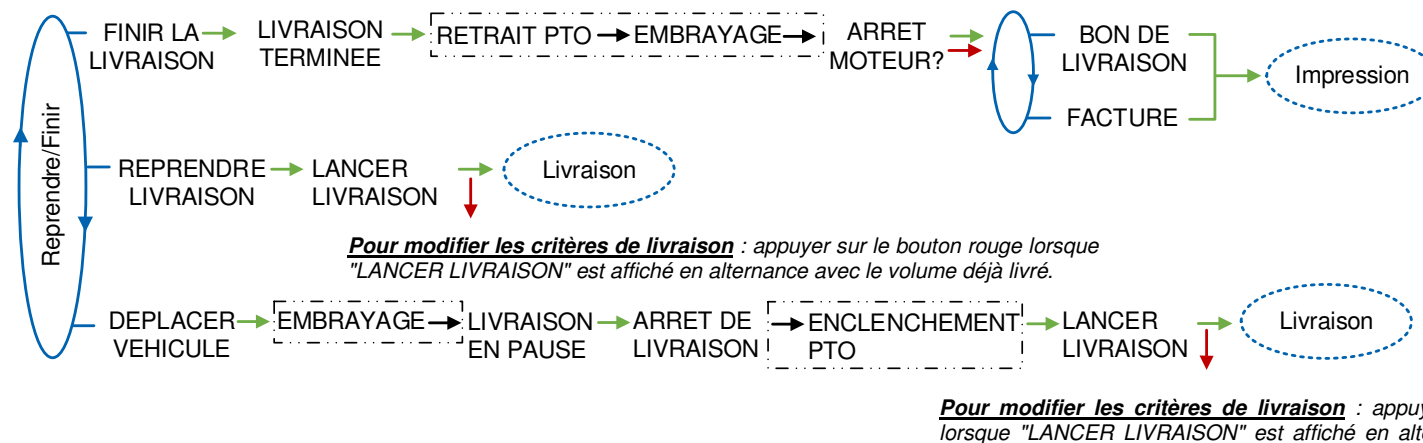 Reprendre/Finir
FINIR LA
LIVRAISON
LIVRAISON
TERMINEE
RETRAIT PTO
EMBRAYAGE
ARRET
MOTEUR?
BON DE
LIVRAISON
FACTURE
Impression
REPRENDRE
LIVRAISON
LANCER
LIVRAISON
Livraison
Pour modifier les critères de livraison : appuyer sur le bouton rouge lorsque
"LANCER LIVRAISON" est affiché en alternance avec le volume déjà livré.
DEPLACER
VEHICULE
EMBRAYAGE
LIVRAISON
EN PAUSE
ARRET DE
LIVRAISON
ENCLENCHEMENT
PTO
LANCER
LIVRAISON
Livraison
Pour modifier les critères de livraison : appuy
lorsque "LANCER LIVRAISON" est affiché en alte